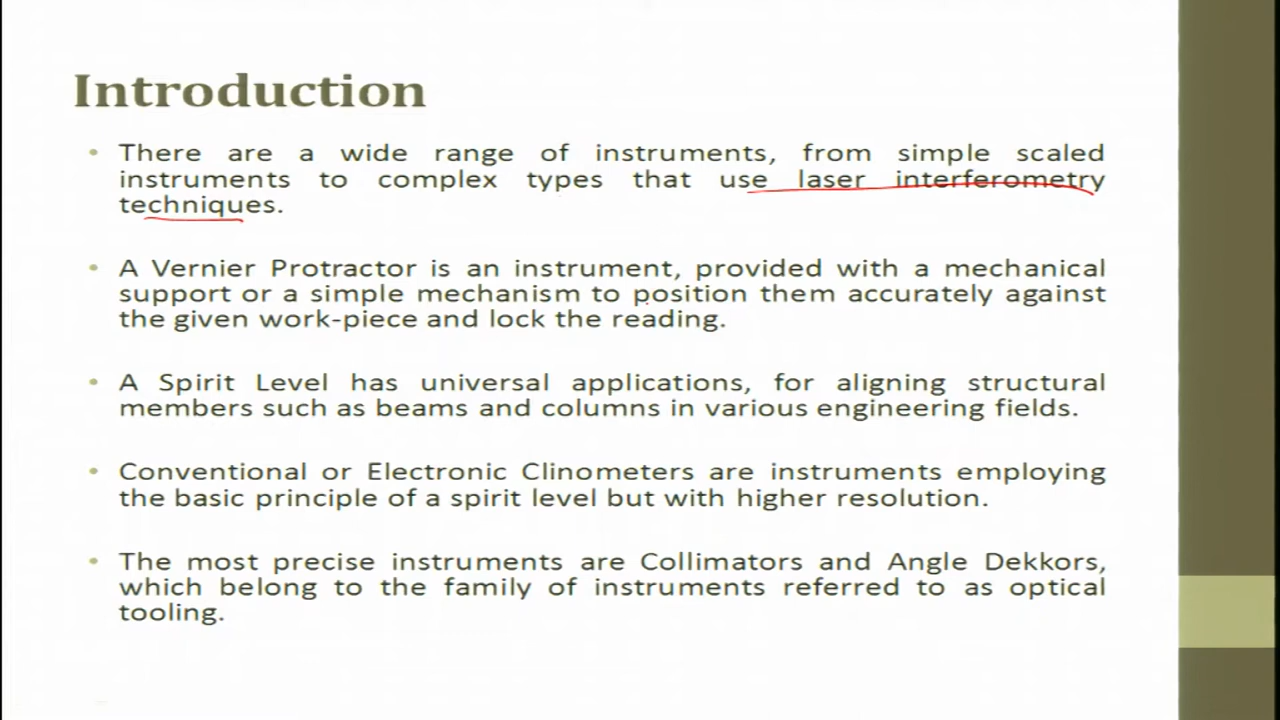 Introduction
• There are a wide range of instruments, from simple scaled
instruments to complex types that use laser interferometry
techniques.
• A Vernier Protractor is an instrument, provided with a mechanical
support or a simple mechanism to position them accurately against
the given work-piece and lock the reading.
• A Spirit Level has universal applications, for aligning structural
members such as beams and columns in various engineering fields.
• Conventional or Electronic Clinometers are instruments employing
the basic principle of a spirit level but with higher resolution.
• The most precise instruments are Collimators and Angle Dekkors,
which belong to the family of instruments referred to as optical
tooling.